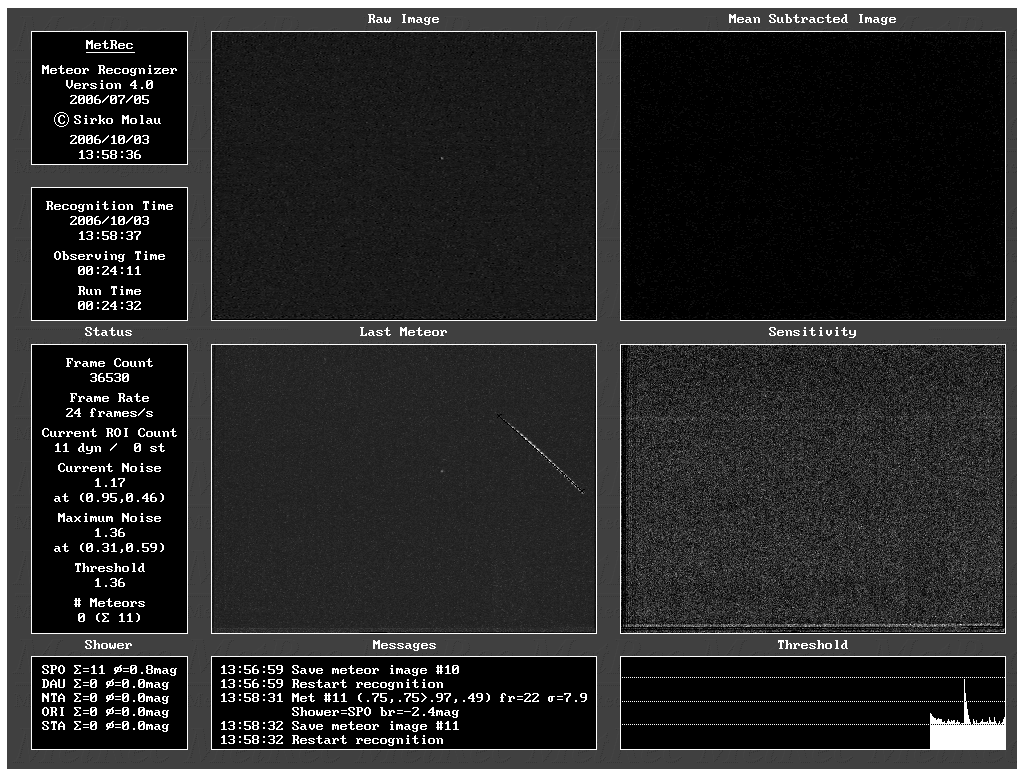 Raw Image
Mean Subtracted Image
MetRec
Meteor Recognizer
Version 4.0
2006/07/05
© Sirko Molau
2006/10/03
13:58:36
Recognition Time
2006/10/03
13:58:37
Observing Time
00:24:11
Run Time
00:24:32
Status
Last Meteor
Sensitivity
Frame Count
36530
Frame Rate
24 frames/s
Current ROI Count
11 dyn /  0 st
Current Noise
1.17
at (0.95,0.46)
Maximum Noise
1.36
at (0.31,0.59)
Threshold
1.36
# Meteors
0 (Σ 11)
Shower
Messages
Threshold
SPO Σ=11 ø=0.8mag
DAU Σ=0 ø=0.0mag
NTA Σ=0 ø=0.0mag
ORI Σ=0 ø=0.0mag
STA Σ=0 ø=0.0mag
13:56:59 Save meteor image #10
13:56:59 Restart recognition
13:58:31 Met #11 (.75,.75>.97,.49) fr=22 σ=7.9
Shower=SPO br=-2.4mag
13:58:32 Save meteor image #11
13:58:32 Restart recognition